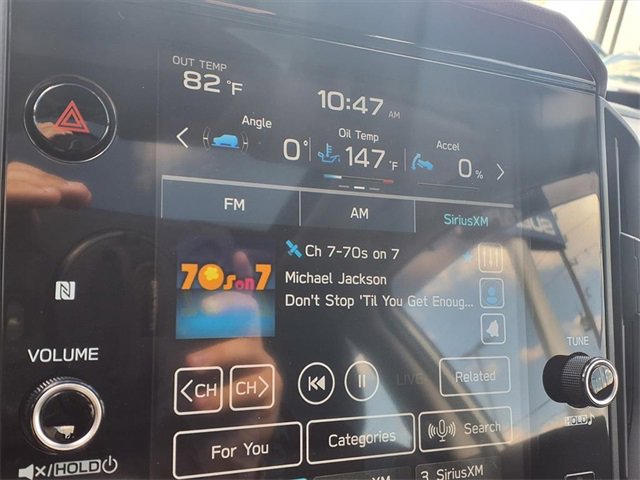 OUT TEMP
82 °F
10:47 AM
Angle
0°
Oil Temp
147 °F
Accel
0 %
FM
AM
SiriusXM
70s on 7
Ch 7-70s on 7
Michael Jackson
Don't Stop 'Til You Get Enoug...
VOLUME
TUNE
<CH
CH>
LIVE
Related
HOLD
For You
Categories
Search
HOLD
3 SiriusXM